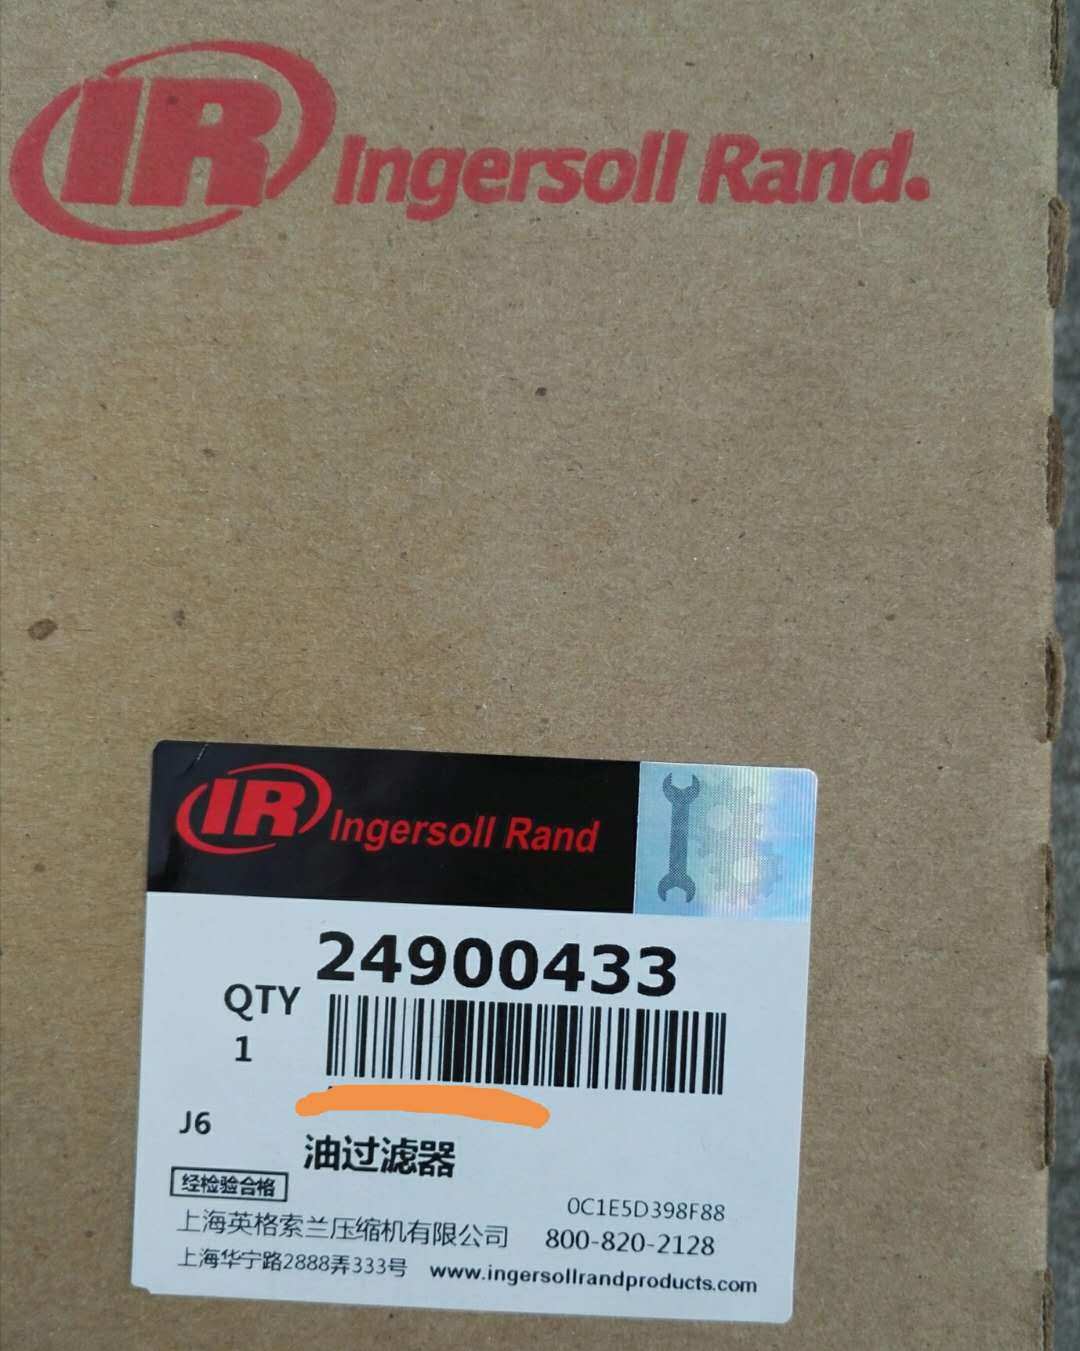 IR Ingersoll Rand.
IR Ingersoll Rand
24900433
QTY
1
J6
油过滤器
经检验合格
0C1E5D398F88
上海英格索兰压缩机有限公司 800-820-2128
上海华宁路2888弄333号 www.ingersollrandproducts.com